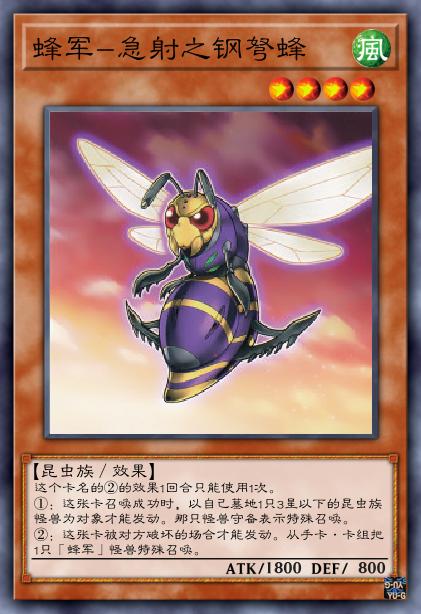 蜂军-急射之钢弩蜂
風
【昆虫族／效果】
这个卡名的②的效果1回合只能使用1次。
①：这张卡召唤成功时，以自己墓地1只3星以下的昆虫族
怪兽为对象才能发动。那只怪兽守备表示特殊召唤。
②：这张卡被对方破坏的场合才能发动。从手卡·卡组把
1只「蜂军」怪兽特殊召唤。
ATK/1800 DEF/ 800